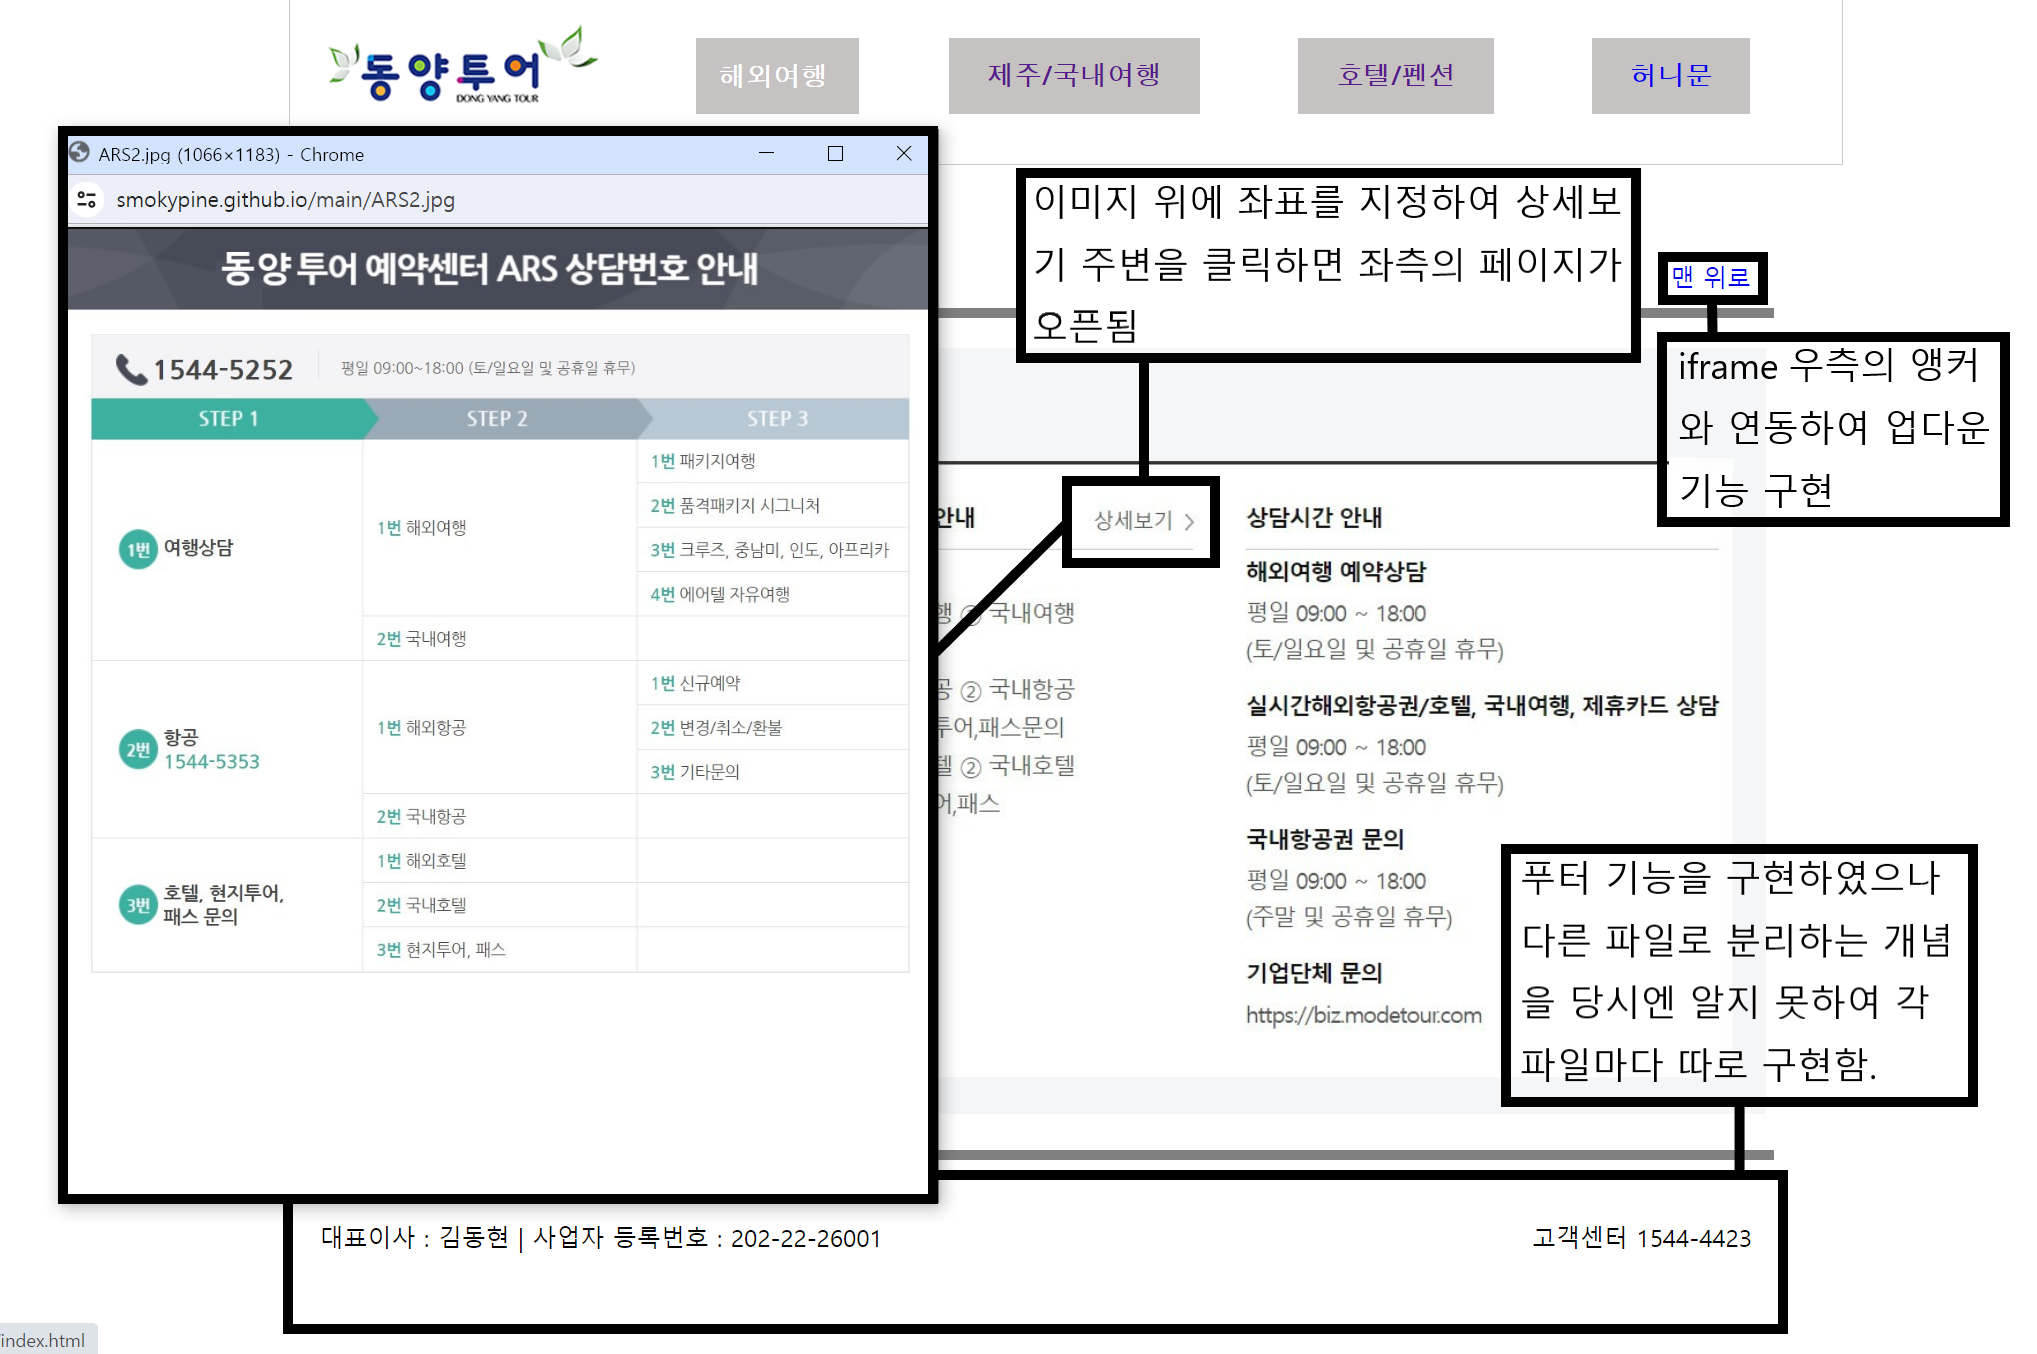 동양투어
DONG YANG TOUR
해외여행
제주/국내여행
호텔/펜션
허니문
ARS2.jpg (1066×1183) - Chrome
smokypine.github.io/main/ARS2.jpg
동양 투어 예약센터 ARS 상담번호 안내
1544-5252
평일 09:00~18:00 (토/일요일 및 공휴일 휴무)
STEP 1
STEP 2
STEP 3
1번 여행상담
1번 해외여행
1번 패키지여행
2번 품격패키지 시그니처
3번 크루즈, 중남미, 인도, 아프리카
4번 에어텔 자유여행
2번 국내여행
2번 항공
1544-5353
1번 해외항공
1번 신규예약
2번 변경/취소/환불
3번 기타문의
2번 국내항공
3번 호텔, 현지투어,
패스 문의
1번 해외호텔
2번 국내호텔
3번 현지투어, 패스
이미지 위에 좌표를 지정하여 상세보
기 주변을 클릭하면 좌측의 페이지가
오픈됨
맨 위로
iframe 우측의 앵커
와 연동하여 업다운
기능 구현
안내
상세보기 >
행 ② 국내여행
공 ② 국내항공
투어,패스문의
텔 ② 국내호텔
어,패스
상담시간 안내
해외여행 예약상담
평일 09:00 ~ 18:00
(토/일요일 및 공휴일 휴무)
실시간해외항공권/호텔, 국내여행, 제휴카드 상담
평일 09:00 ~ 18:00
(토/일요일 및 공휴일 휴무)
국내항공권 문의
평일 09:00 ~ 18:00
(주말 및 공휴일 휴무)
기업단체 문의
https://biz.modetour.com
푸터 기능을 구현하였으나
다른 파일로 분리하는 개념
을 당시엔 알지 못하여 각
파일마다 따로 구현함.
대표이사 : 김동현 | 사업자 등록번호 : 202-22-26001
고객센터 1544-4423
index.html